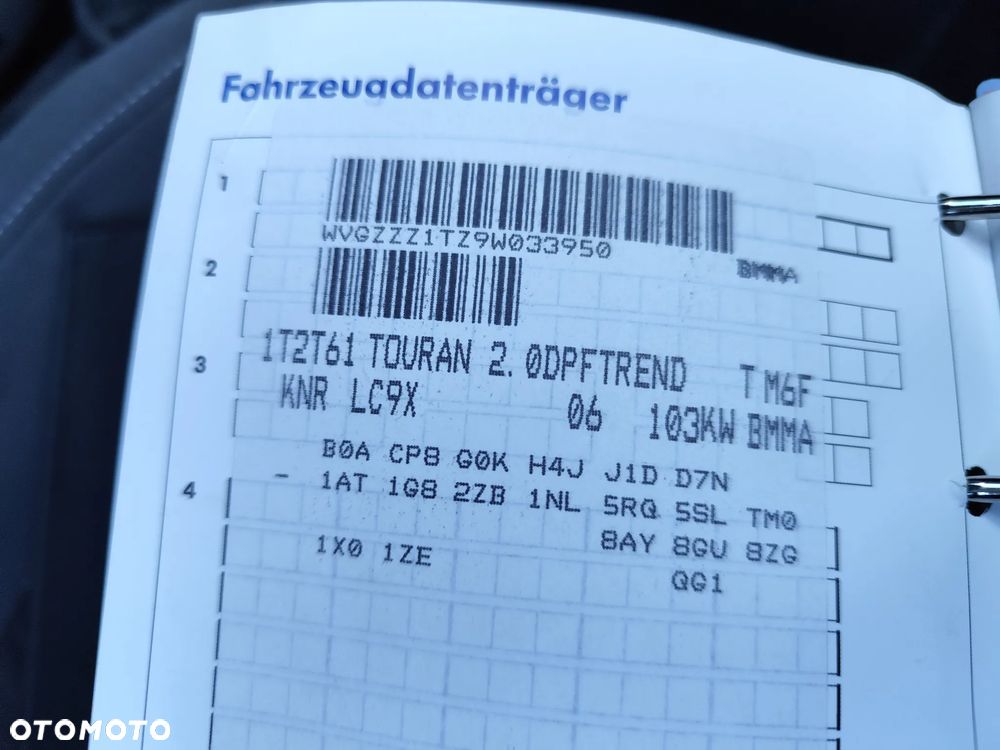 Fahrzeugdatenträger
1
WVGZZZ1TZ9W033950
BMMA
2
1T2T61 TOURAN 2.0DPFTREND T M6F
3
KNR LC9X 06 103KW BMMA
B0A CP8 G0K H4J J1D D7N
4
- 1AT 1G8 2ZB 1NL 5RQ 5SL TM0
8AY 8GU 8ZG
1X0 1ZE
QG1
OTOMOTO